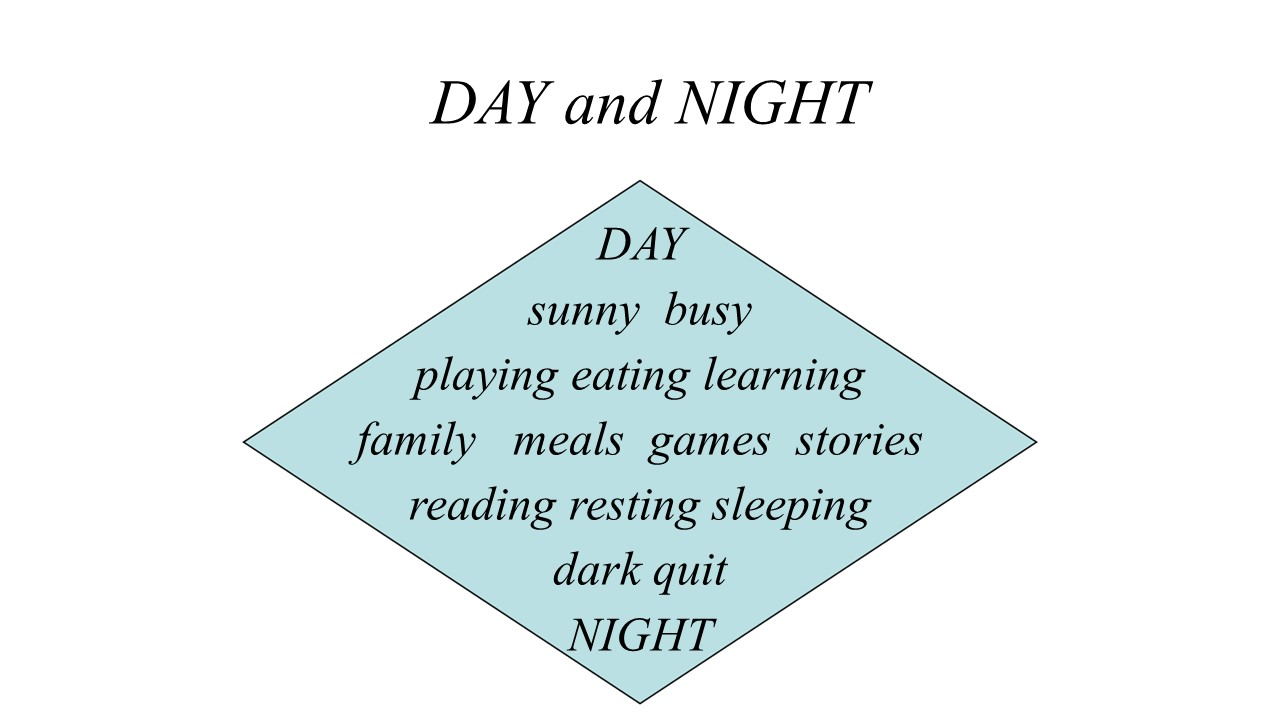 DAY and NIGHT
DAY
sunny busy
playing eating learning
family meals games stories
reading resting sleeping
dark quit
NIGHT